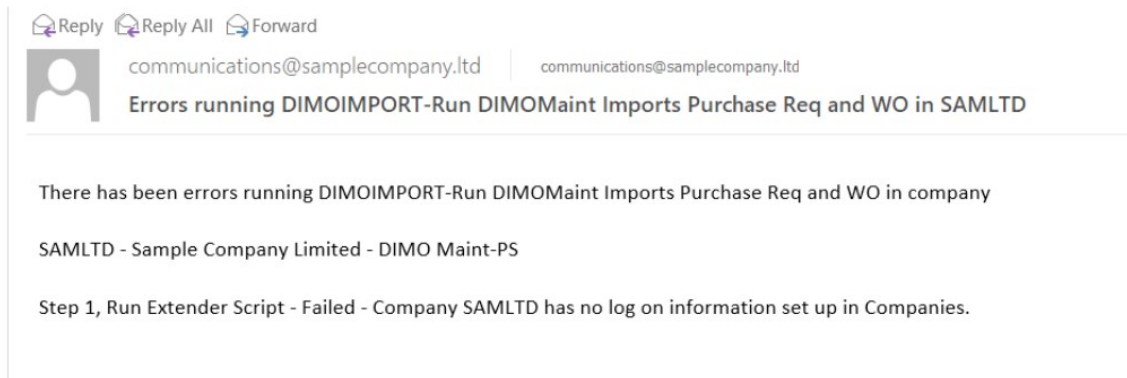 Reply Reply All Forward
communications@samplecompany.ltd communications@samplecompany.ltd
Errors running DIMOIMPORT-Run DIMOMaint Imports Purchase Req and WO in SAMLTD
There has been errors running DIMOIMPORT-Run DIMOMaint Imports Purchase Req and WO in company
SAMLTD - Sample Company Limited - DIMO Maint-PS
Step 1, Run Extender Script - Failed - Company SAMLTD has no log on information set up in Companies.